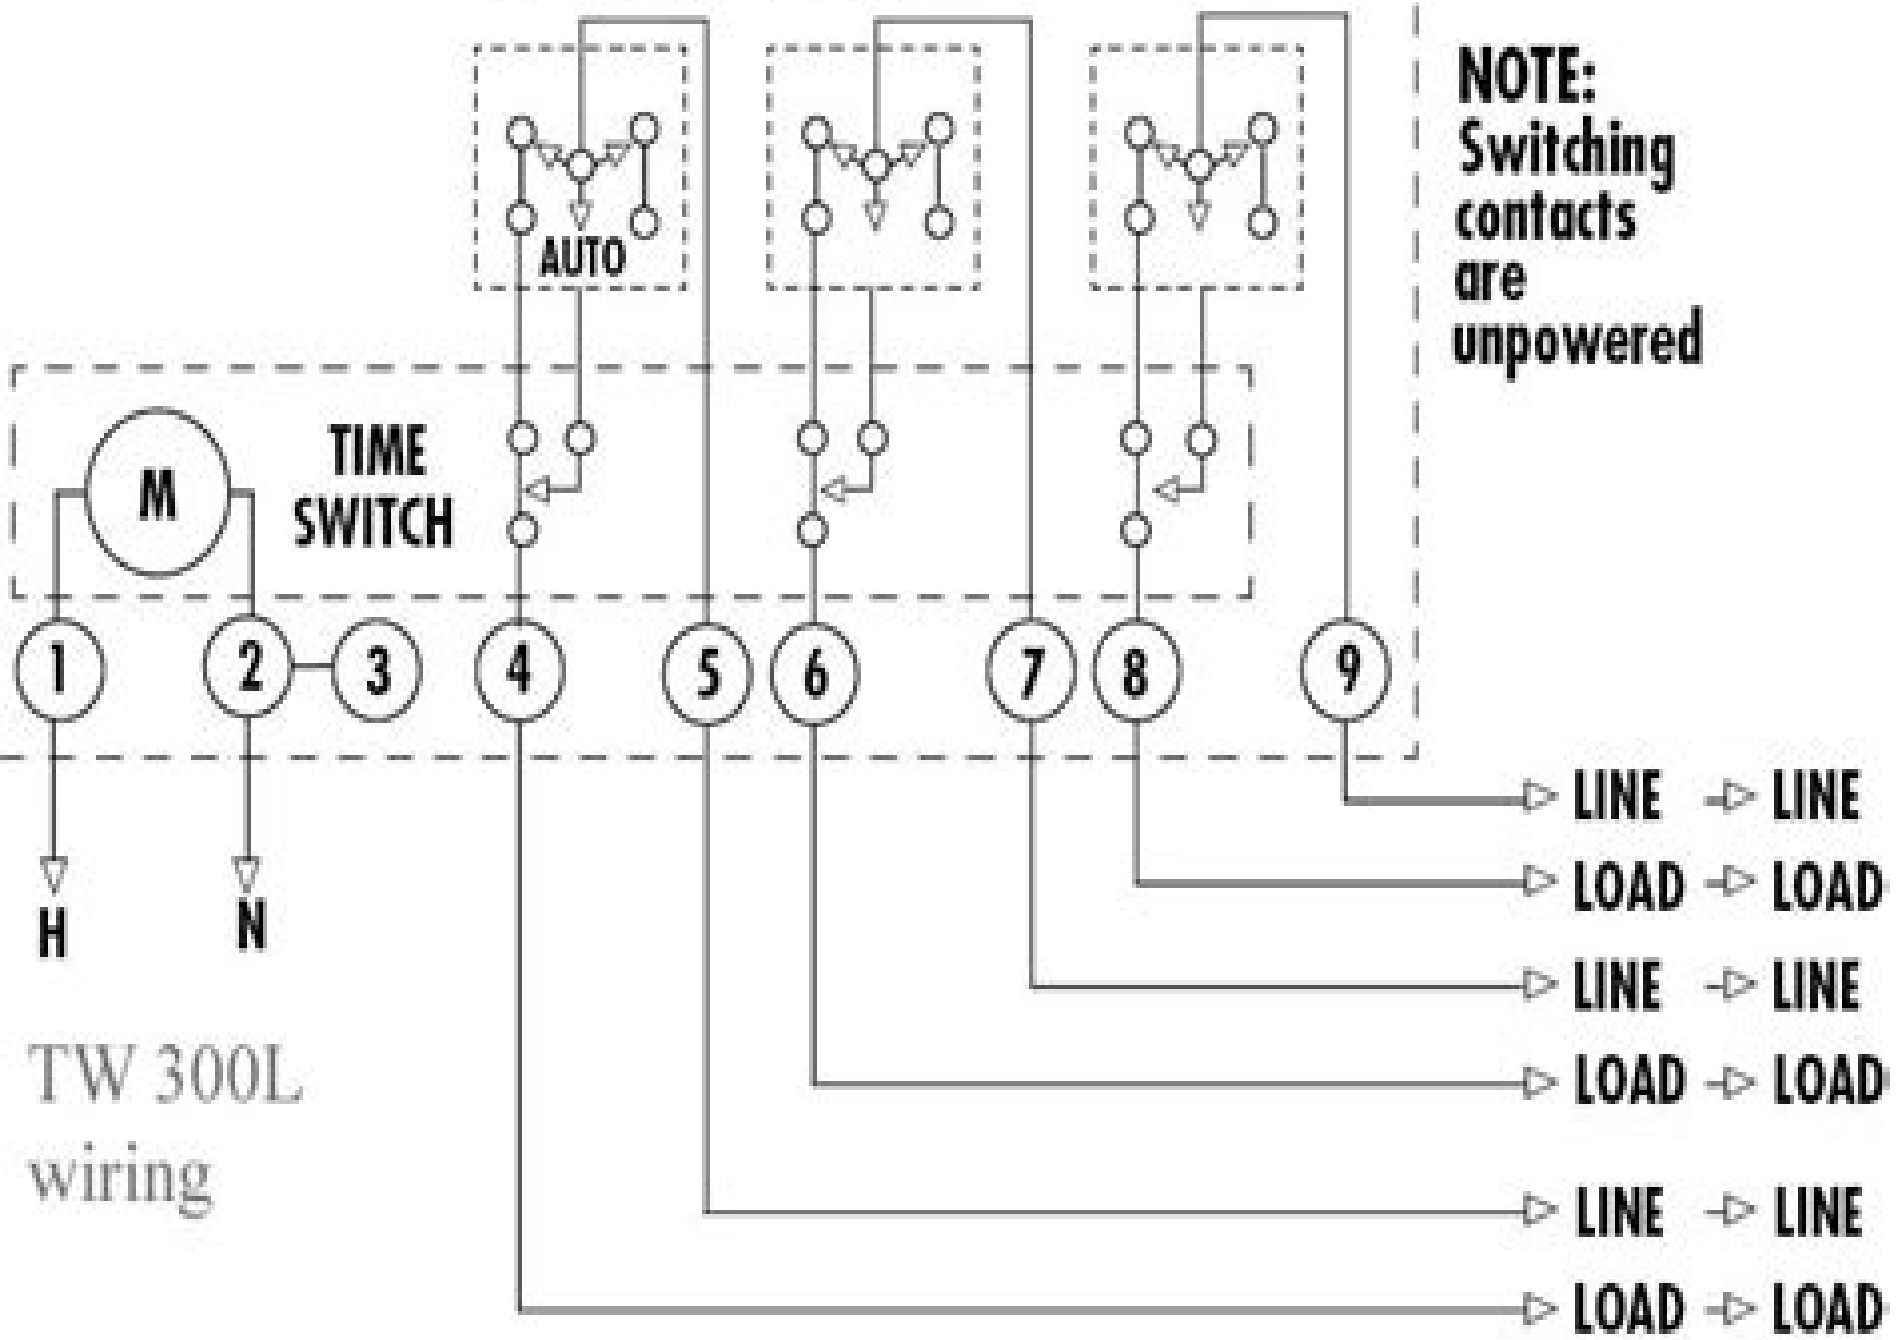 NOTE:
Switching
contacts
are
unpowered
AUTO
TIME
SWITCH
M
1
2
3
4
5
6
7
8
9
H
N
LINE LINE
LOAD LOAD
LINE LINE
LOAD LOAD
LINE LINE
LOAD LOAD
TW 300L
wiring